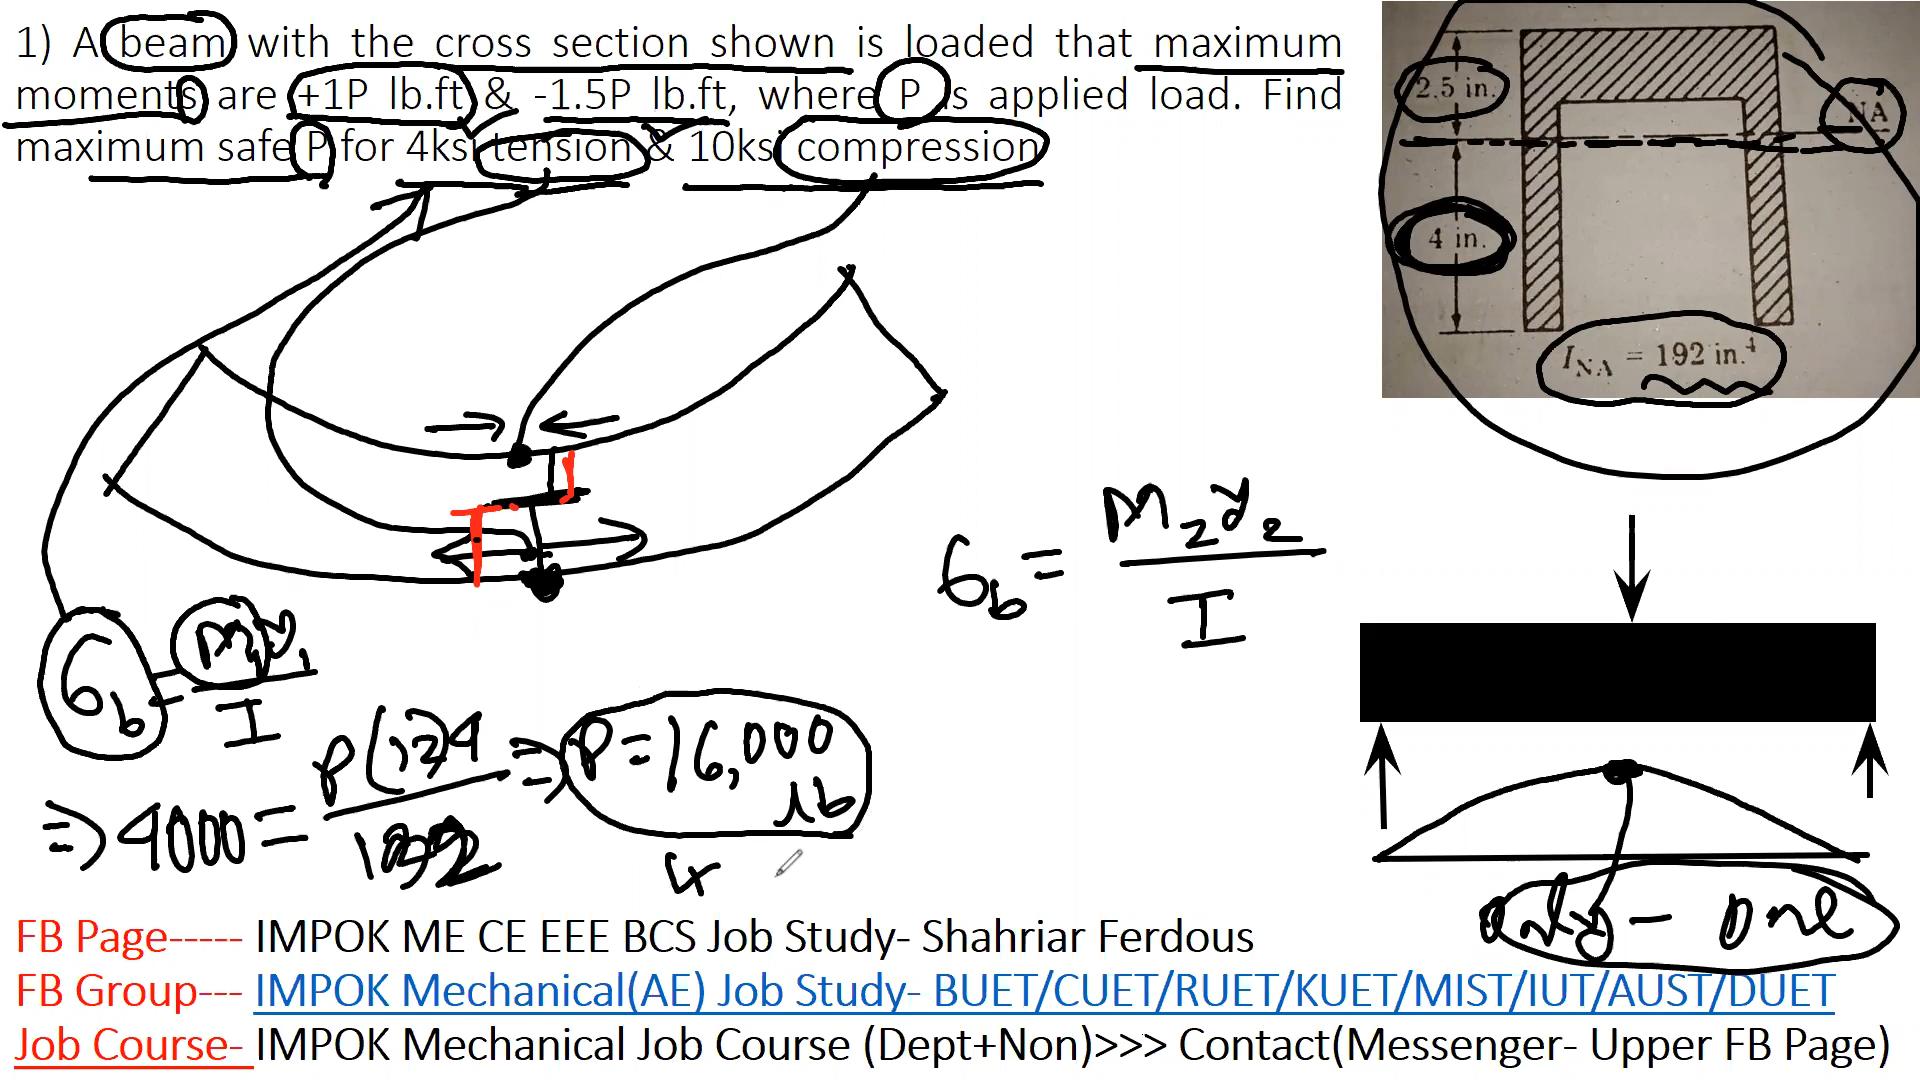 1) A beam with the cross section shown is loaded that maximum
moments are +1P lb.ft & -1.5P lb.ft, where P is applied load. Find
maximum safe P for 4ksi tension & 10ksi compression
2.5 in.
NA
4 in.
I_NA = 192 in.⁴
σb = M₂y₂ / I
σb = M₁y₁ / I
⇒ 4000 = P(12)4 / 192 ⇒ P = 16,000 lb
only - one
FB Page----- IMPOK ME CE EEE BCS Job Study- Shahriar Ferdous
FB Group--- IMPOK Mechanical(AE) Job Study- BUET/CUET/RUET/KUET/MIST/IUT/AUST/DUET
Job Course- IMPOK Mechanical Job Course (Dept+Non)>>> Contact(Messenger- Upper FB Page)